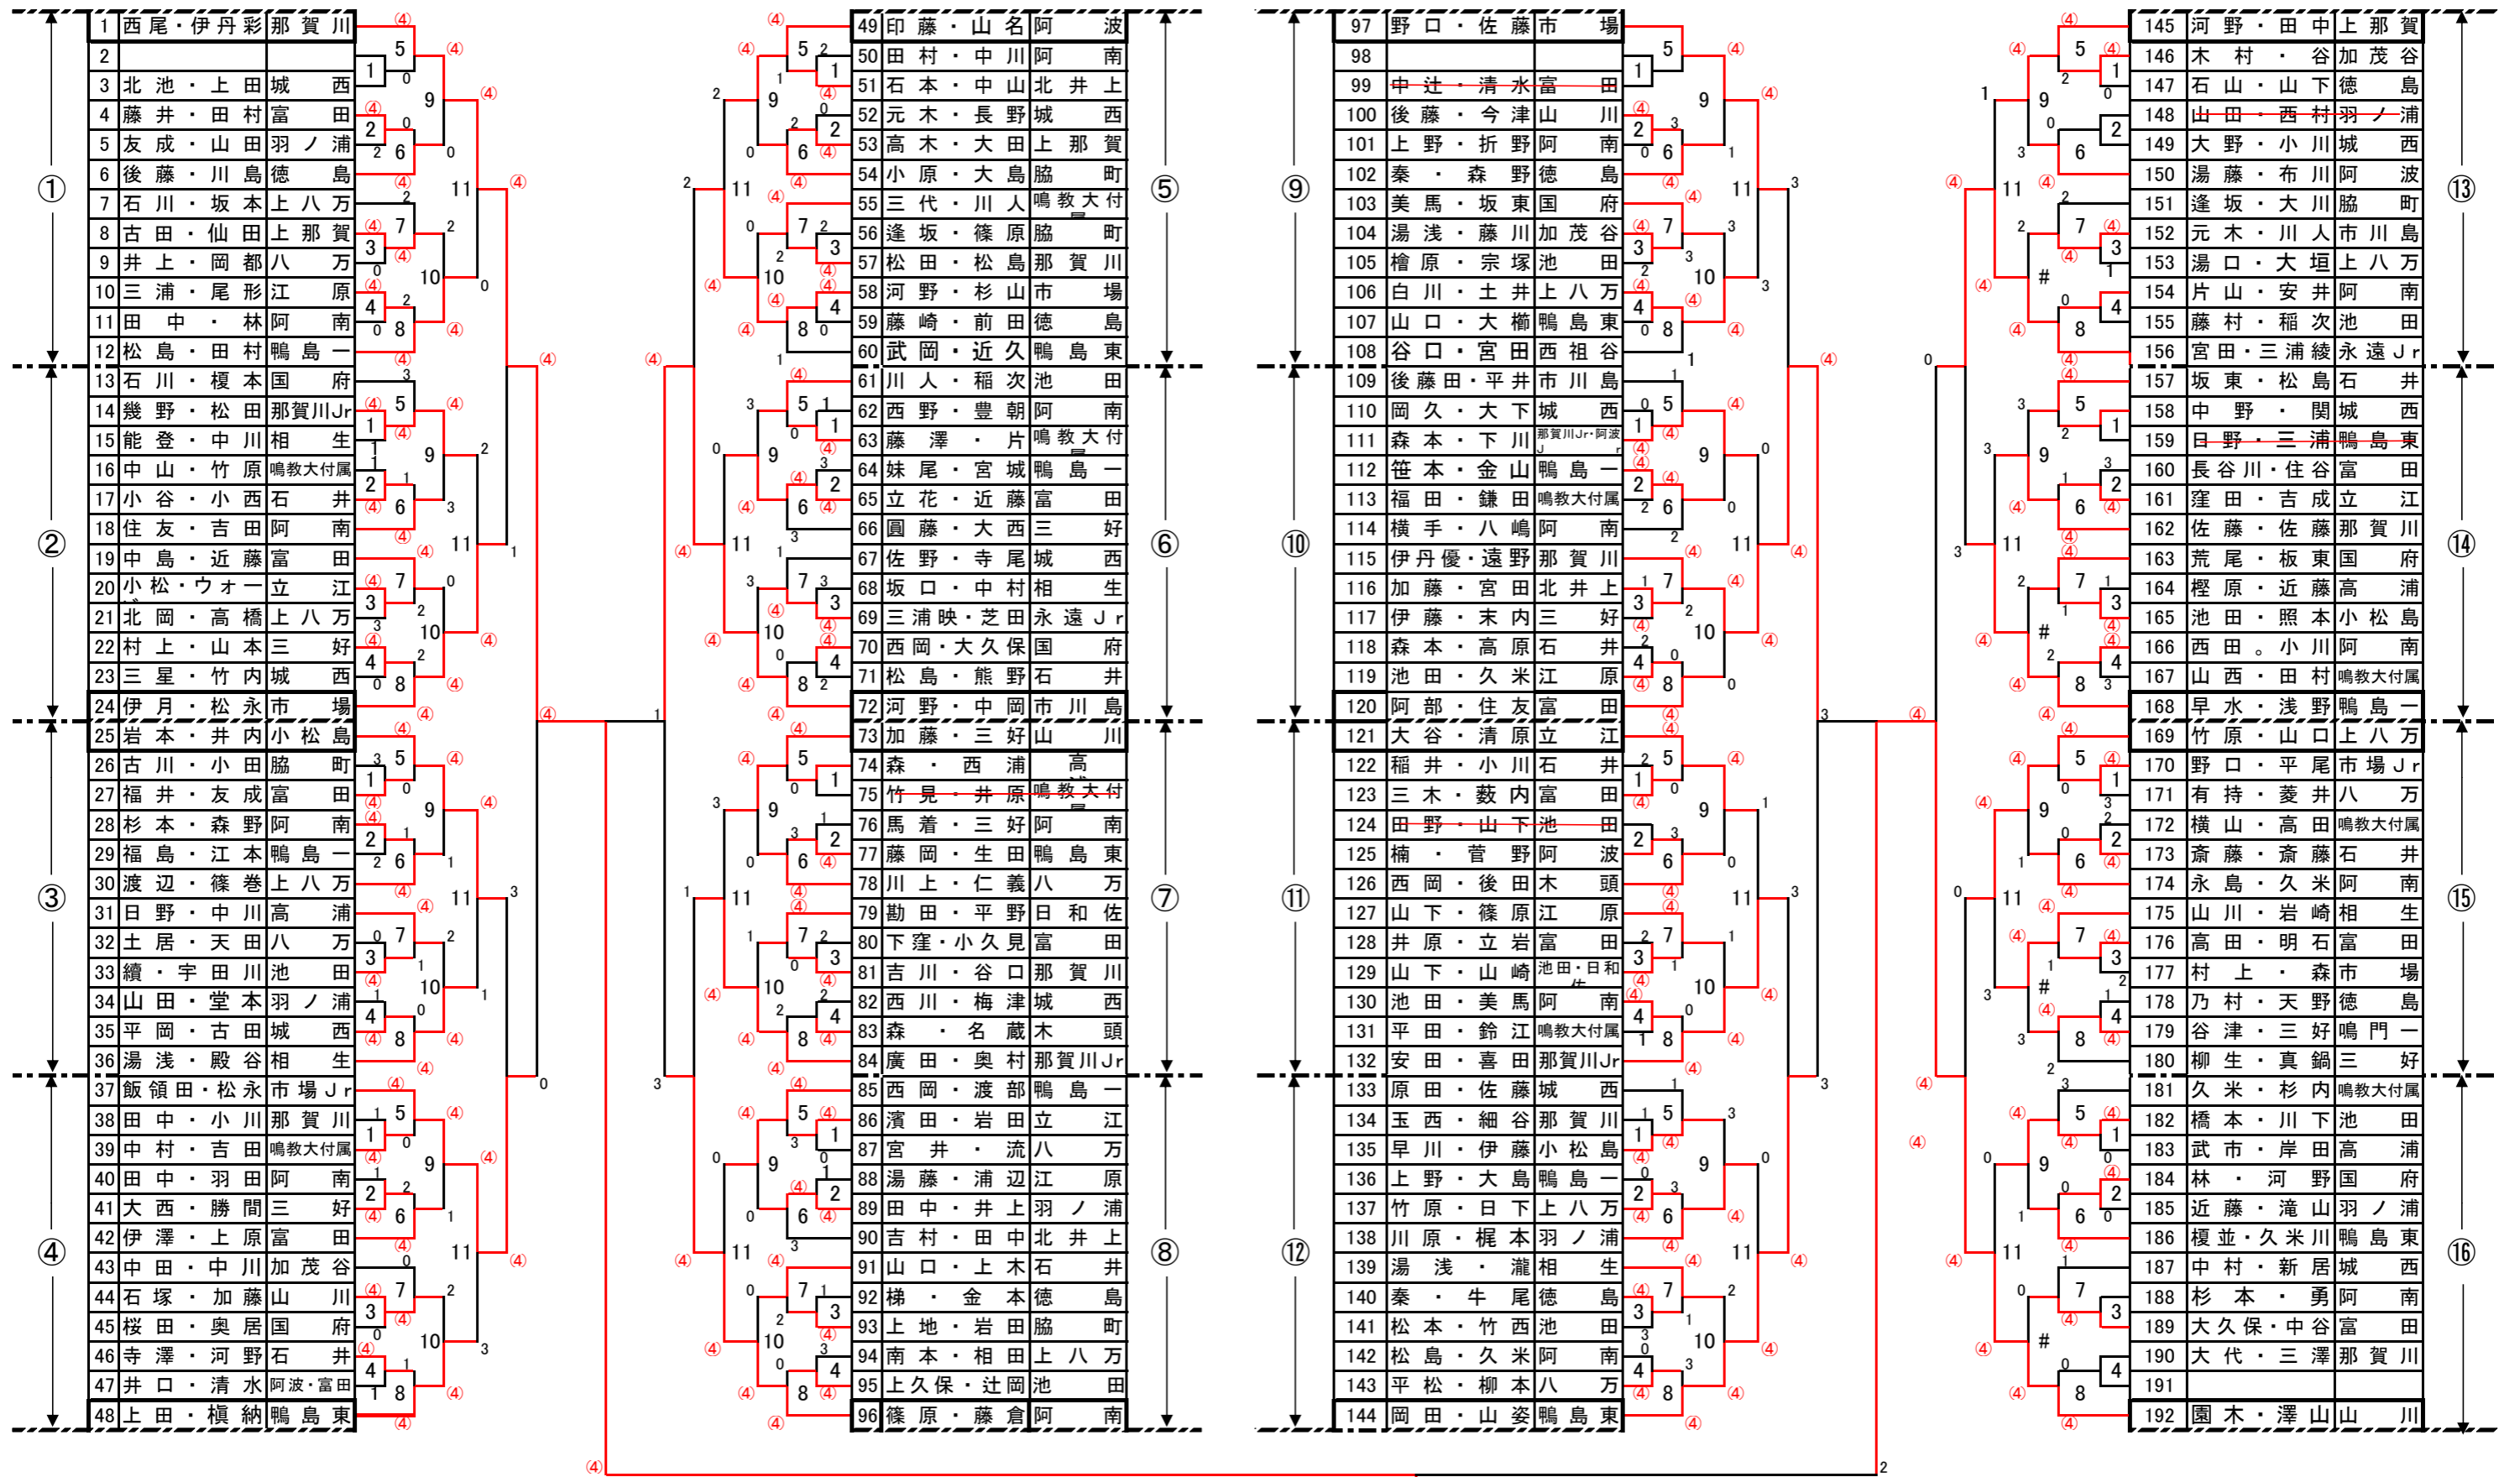 1 西尾・伊丹彩 那賀川
2
3 北池・上田 城西
4 藤井・田村 富田
5 友成・山田 羽ノ浦
6 後藤・川島 徳島
7 石川・坂本 上八万
8 古田・仙田 上那賀
9 井上・岡都 八万
10 三浦・尾形 江原
11 田中・林 阿南
12 松島・田村 鴨島一
13 石川・榎本 国府
14 幾野・松田 那賀川Jr
15 能登・中川 相生
16 中山・竹原 鳴教大付属
17 小谷・小西 石井
18 住友・吉田 阿南
19 中島・近藤 富田
20 小松・ウォー 立江
21 北岡・高橋 上八万
22 村上・山本 三好
23 三星・竹内 城西
24 伊月・松永 市場
25 岩本・井内 小松島
26 古川・小田 脇町
27 福井・友成 富田
28 杉本・森野 阿南
29 福島・江本 鴨島一
30 渡辺・篠巻 上八万
31 日野・中川 高浦
32 土居・天田 八万
33 續・宇田川 池田
34 山田・堂本 羽ノ浦
35 平岡・古田 城西
36 湯浅・殿谷 相生
37 飯領田・松永 市場Jr
38 田中・小川 那賀川
39 中村・吉田 鳴教大付属
40 田中・羽田 阿南
41 大西・勝間 三好
42 伊澤・上原 富田
43 中田・中川 加茂谷
44 石塚・加藤 山川
45 桜田・奥居 国府
46 寺澤・河野 石井
47 井口・清水 阿波・富田
48 上田・槇納 鴨島東
① ② ③ ④
49 印藤・山名 阿波
50 田村・中川 阿南
51 石本・中山 北井上
52 元木・長野 城西
53 高木・大田 上那賀
54 小原・大島 脇町
55 三代・川人 鳴教大付
56 逢坂・篠原 脇町
57 松田・松島 那賀川
58 河野・杉山 市場
59 藤崎・前田 徳島
60 武岡・近久 鴨島東
61 川人・稲次 池田
62 西野・豊朝 阿南
63 藤澤・片 鳴教大付
64 妹尾・宮城 鴨島一
65 立花・近藤 富田
66 圓藤・大西 三好
67 佐野・寺尾 城西
68 坂口・中村 相生
69 三浦映・芝田 永遠Jr
70 西岡・大久保 国府
71 松島・熊野 石井
72 河野・中岡 市川島
73 加藤・三好 山川
74 森・西浦 高
75 竹見・井原 鳴教大付
76 馬着・三好 阿南
77 藤岡・生田 鴨島東
78 川上・仁義 八万
79 勘田・平野 日和佐
80 下窪・小久見 富田
81 吉川・谷口 那賀川
82 西川・梅津 城西
83 森・名蔵 木頭
84 廣田・奥村 那賀川Jr
85 西岡・渡部 鴨島一
86 濱田・岩田 立江
87 宮井・流 八万
88 湯藤・浦辺 江原
89 田中・井上 羽ノ浦
90 吉村・田中 北井上
91 山口・上木 石井
92 梯・金本 徳島
93 上地・岩田 脇町
94 南本・相田 上八万
95 上久保・辻岡 池田
96 篠原・藤倉 阿南
⑤ ⑥ ⑦ ⑧
97 野口・佐藤 市場
98
99 中辻・清水 富田
100 後藤・今津 山川
101 上野・折野 阿南
102 秦・森野 徳島
103 美馬・坂東 国府
104 湯浅・藤川 加茂谷
105 檜原・宗塚 池田
106 白川・土井 上八万
107 山口・大櫛 鴨島東
108 谷口・宮田 西祖谷
109 後藤田・平井 市川島
110 岡久・大下 城西
111 森本・下川 那賀川Jr・阿波Jr
112 笹本・金山 鴨島一
113 福田・鎌田 鳴教大付属
114 横手・八嶋 阿南
115 伊丹優・遠野 那賀川
116 加藤・宮田 北井上
117 伊藤・末内 三好
118 森本・高原 石井
119 池田・久米 江原
120 阿部・住友 富田
121 大谷・清原 立江
122 稲井・小川 石井
123 三木・薮内 富田
124 田野・山下 池田
125 楠・菅野 阿波
126 西岡・後田 木頭
127 山下・篠原 江原
128 井原・立岩 富田
129 山下・山崎 池田・日和佐
130 池田・美馬 阿南
131 平田・鈴江 鳴教大付属
132 安田・喜田 那賀川Jr
133 原田・佐藤 城西
134 玉西・細谷 那賀川
135 早川・伊藤 小松島
136 上野・大島 鴨島一
137 竹原・日下 上八万
138 川原・梶本 羽ノ浦
139 湯浅・瀧 相生
140 秦・牛尾 徳島
141 松本・竹西 池田
142 松島・久米 阿南
143 平松・柳本 八万
144 岡田・山姿 鴨島東
⑨ ⑩ ⑪ ⑫
145 河野・田中 上那賀
146 木村・谷 加茂谷
147 石山・山下 徳島
148 山田・西村 羽ノ浦
149 大野・小川 城西
150 湯藤・布川 阿波
151 逢坂・大川 脇町
152 元木・川人 市川島
153 湯口・大垣 上八万
154 片山・安井 阿南
155 藤村・稲次 池田
156 宮田・三浦綾 永遠Jr
157 坂東・松島 石井
158 中野・関 城西
159 日野・三浦 鴨島東
160 長谷川・住谷 富田
161 窪田・吉成 立江
162 佐藤・佐藤 那賀川
163 荒尾・板東 国府
164 樫原・近藤 高浦
165 池田・照本 小松島
166 西田。小川 阿南
167 山西・田村 鳴教大付属
168 早水・浅野 鴨島一
169 竹原・山口 上八万
170 野口・平尾 市場Jr
171 有持・菱井 八万
172 横山・高田 鳴教大付属
173 斎藤・斎藤 石井
174 永島・久米 阿南
175 山川・岩崎 相生
176 高田・明石 富田
177 村上・森 市場
178 乃村・天野 徳島
179 谷津・三好 鳴門一
180 柳生・真鍋 三好
181 久米・杉内 鳴教大付属
182 橋本・川下 池田
183 武市・岸田 高浦
184 林・河野 国府
185 近藤・滝山 羽ノ浦
186 榎並・久米川 鴨島東
187 中村・新居 城西
188 杉本・勇 阿南
189 大久保・中谷 富田
190 大代・三澤 那賀川
191
192 園木・澤山 山川
⑬ ⑭ ⑮ ⑯
④ 2